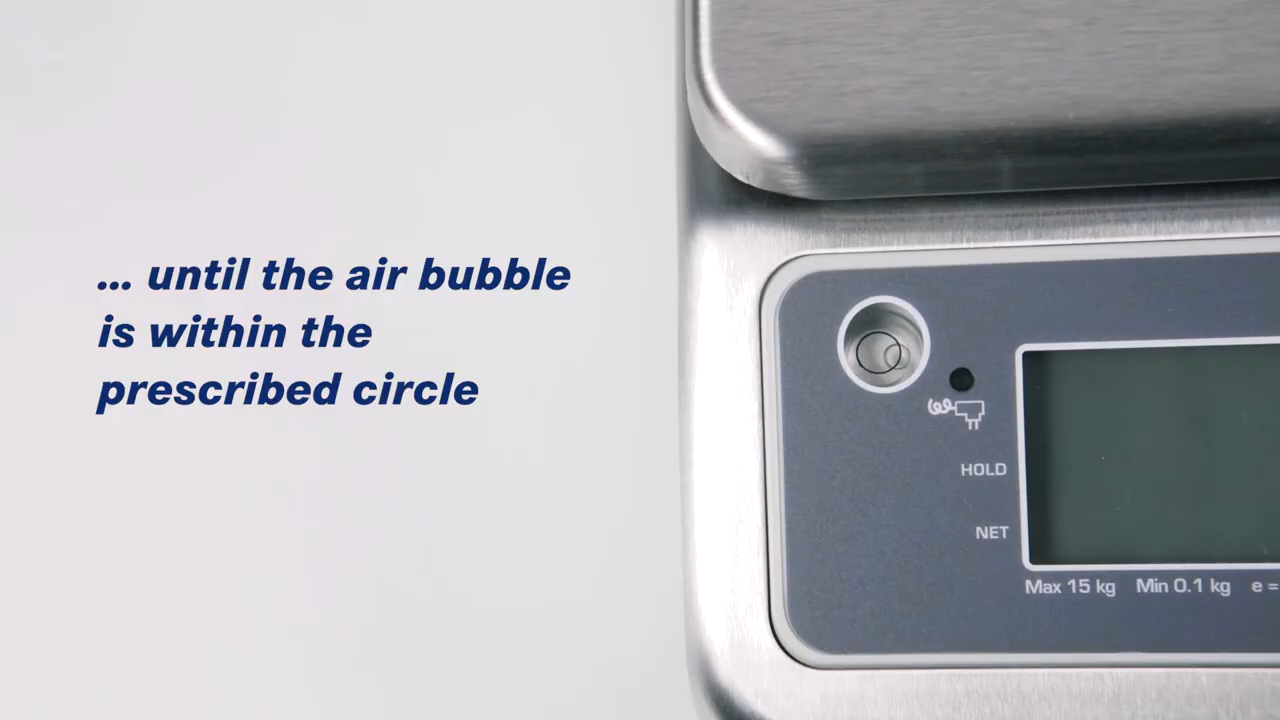 ... until the air bubble
is within the
prescribed circle
HOLD
NET
Max 15 kg Min 0.1 kg e =